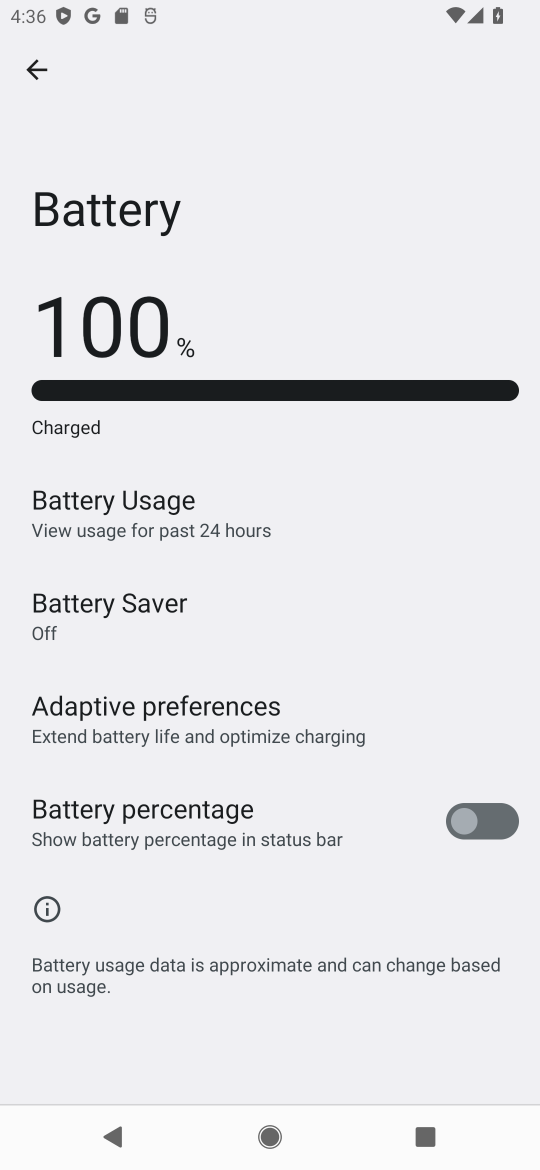 4:36
Battery
100 %
Charged
Battery Usage
View usage for past 24 hours
Battery Saver
Off
Adaptive preferences
Extend battery life and optimize charging
Battery percentage
Show battery percentage in status bar
Battery usage data is approximate and can change based
on usage.